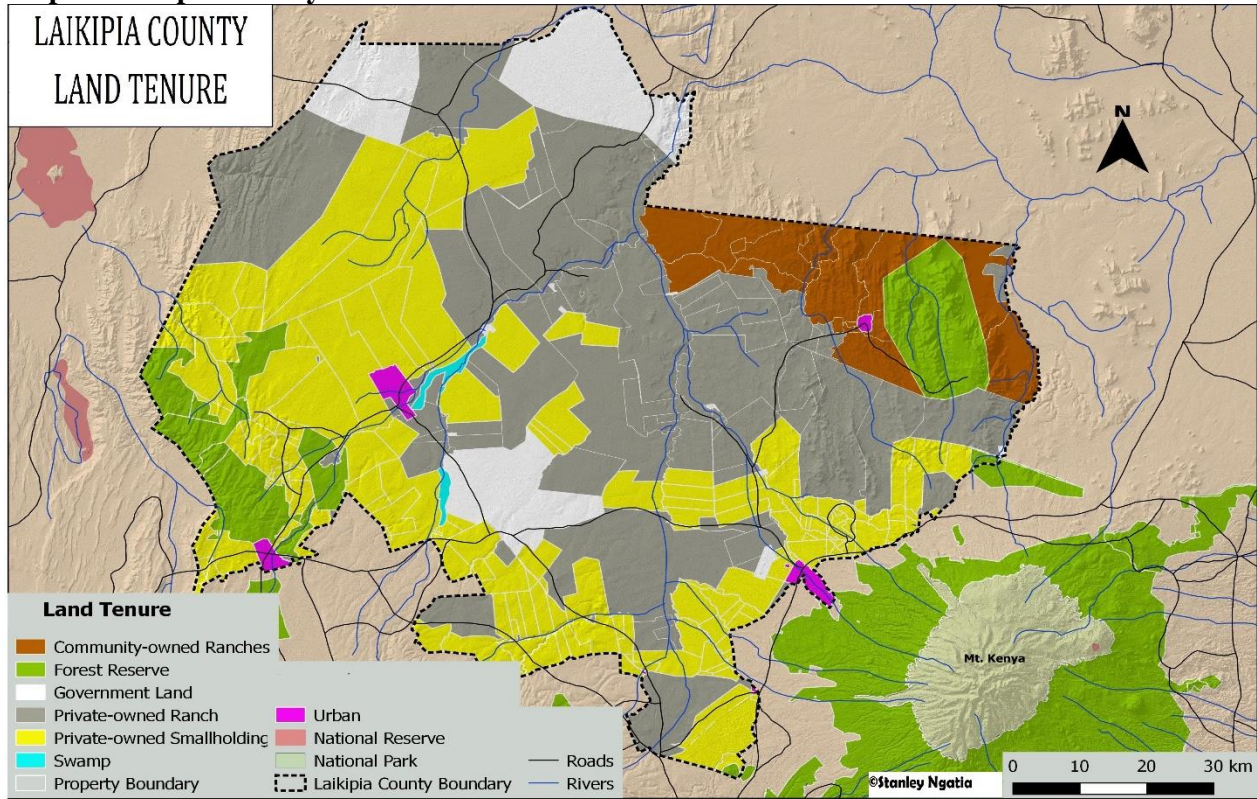 LAIKIPIA COUNTY
LAND TENURE
N
Mt. Kenya
Land Tenure
Community-owned Ranches
Forest Reserve
Government Land
Private-owned Ranch
Private-owned Smallholding
Swamp
Property Boundary
Urban
National Reserve
National Park
Laikipia County Boundary
Roads
Rivers
©Stanley Ngatia
0 10 20 30 km